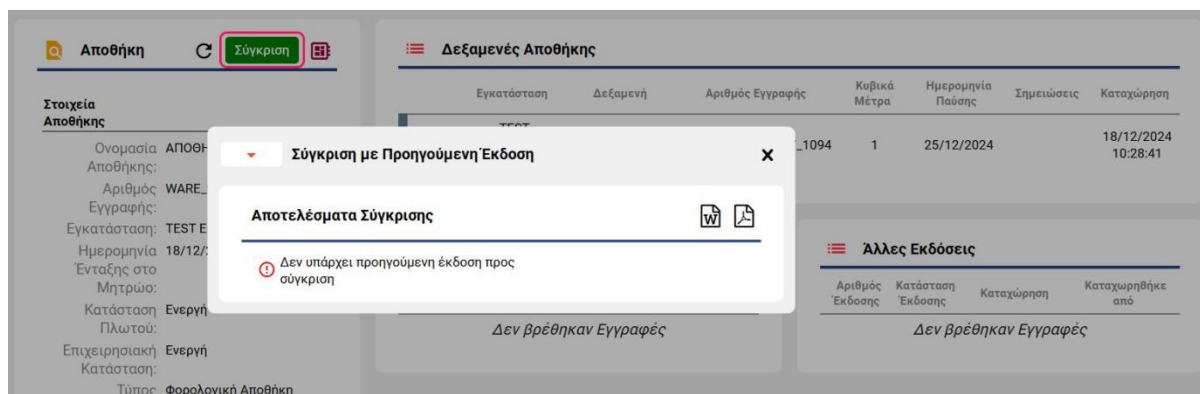 Αποθήκη
Σύγκριση
Στοιχεία
Αποθήκης
Ονομασία
Αποθήκης:
Αριθμός
Εγγραφής:
Εγκατάσταση: TEST
Ημερομηνία 18/12/
Ένταξης στο
Μητρώο:
Κατάσταση Ενεργή
Πλωτού:
Επιχειρησιακή Ενεργή
Κατάσταση:
Τύπος Φορολογική Αποθήκη
Δεξαμενές Αποθήκης
Εγκατάσταση Δεξαμενή Αριθμός Εγγραφής Κυβικά Ημερομηνία Σημειώσεις Καταχώρηση
Μέτρα Παύσης
TEST
_1094 1 25/12/2024 18/12/2024
10:28:41
Σύγκριση με Προηγούμενη Έκδοση
Αποτελέσματα Σύγκρισης
Δεν υπάρχει προηγούμενη έκδοση προς
σύγκριση
Δεν βρέθηκαν Εγγραφές
Άλλες Εκδόσεις
Αριθμός Κατάσταση Καταχώρηση Καταχωρηθήκε
Έκδοσης Έκδοσης από
Δεν βρέθηκαν Εγγραφές